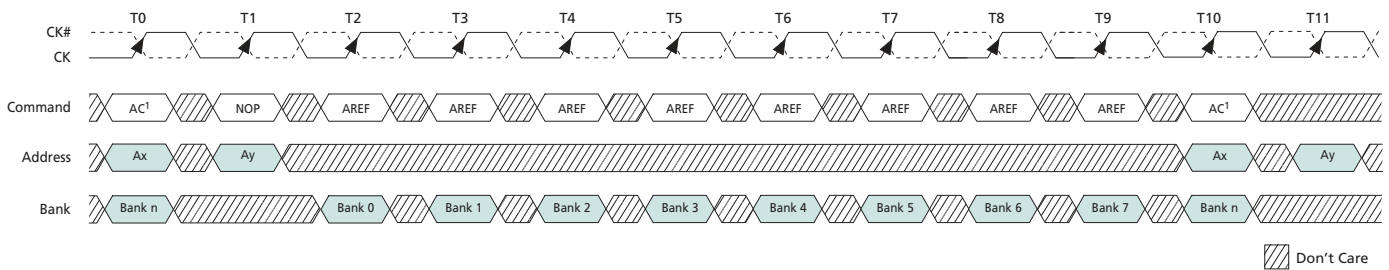 T0 T1 T2 T3 T4 T5 T6 T7 T8 T9 T10 T11
CK#
CK
Command AC1 NOP AREF AREF AREF AREF AREF AREF AREF AREF AC1
Address Ax Ay Ax Ay
Bank Bank n Bank 0 Bank 1 Bank 2 Bank 3 Bank 4 Bank 5 Bank 6 Bank 7 Bank n
Don't Care